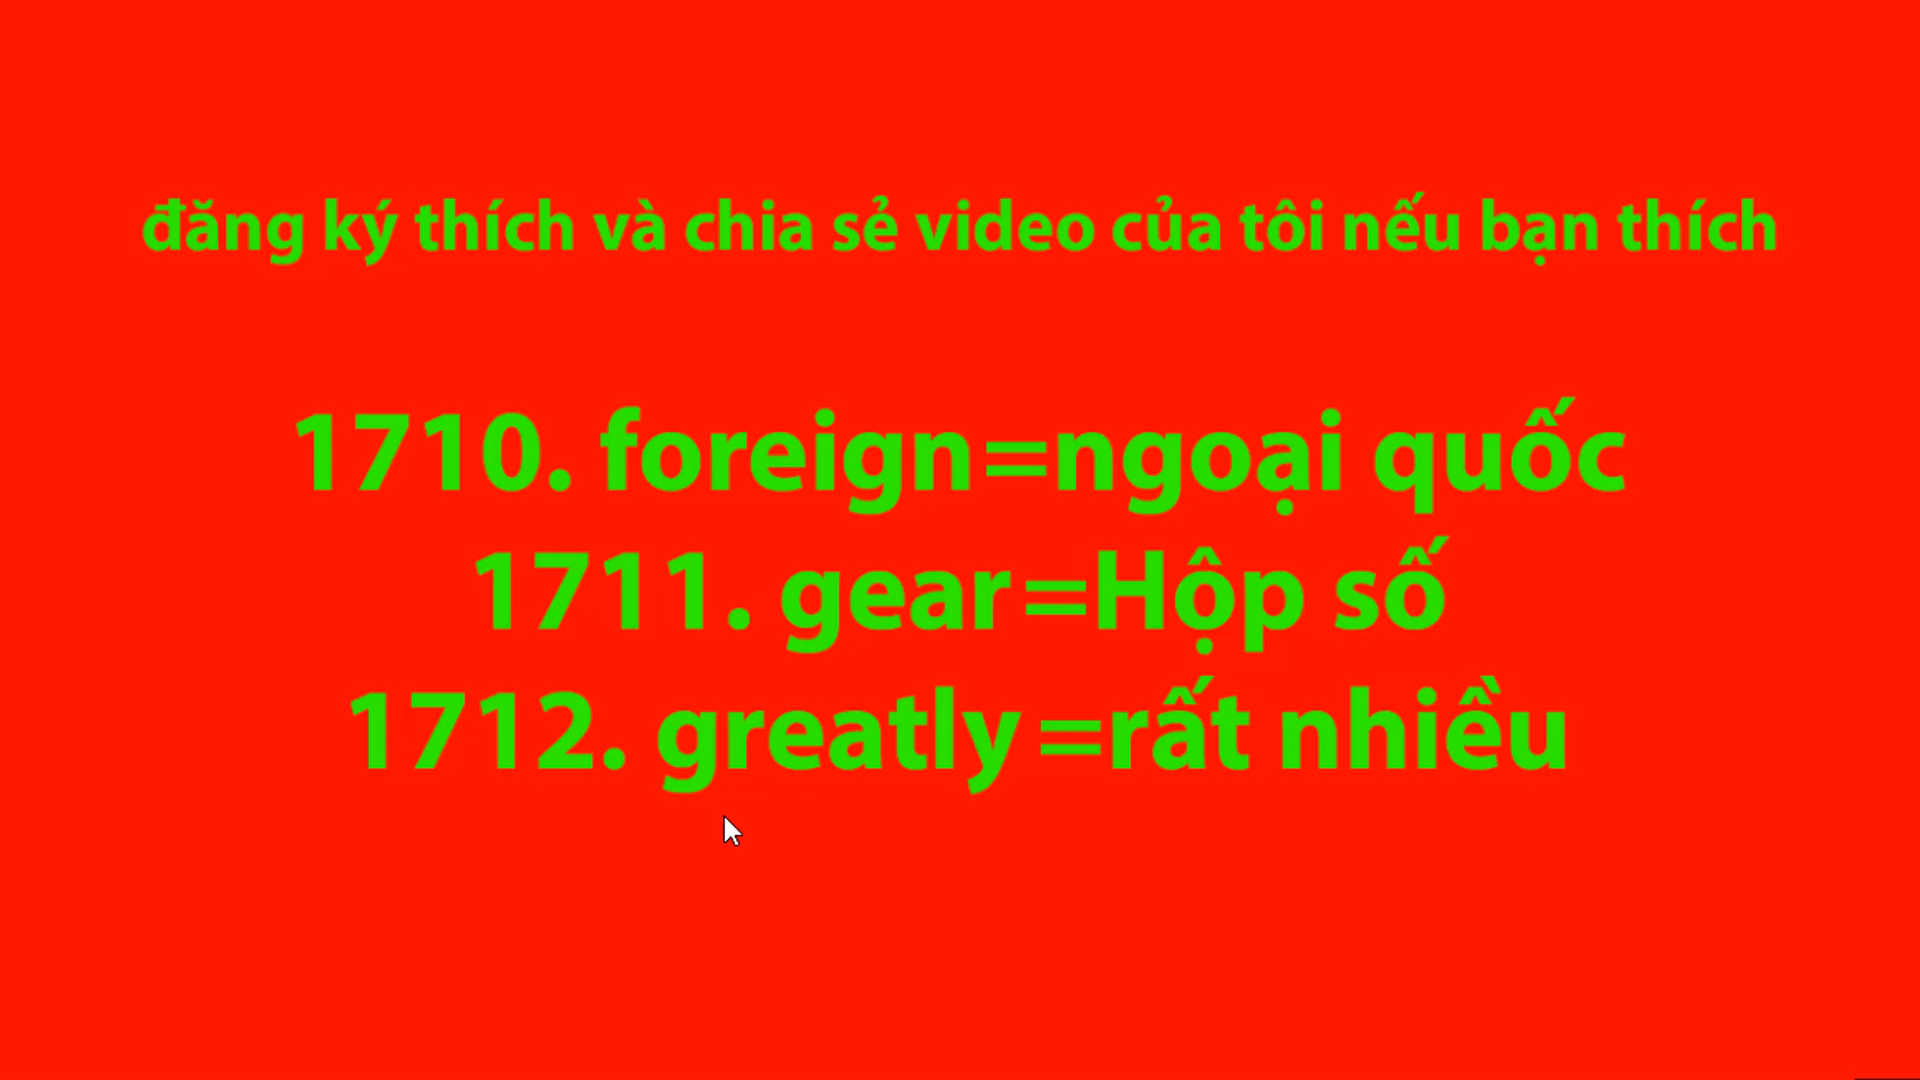 đăng ký thích và chia sẻ video của tôi nếu bạn thích
1710. foreign=ngoại quốc
1711. gear=Hộp số
1712. greatly=rất nhiều